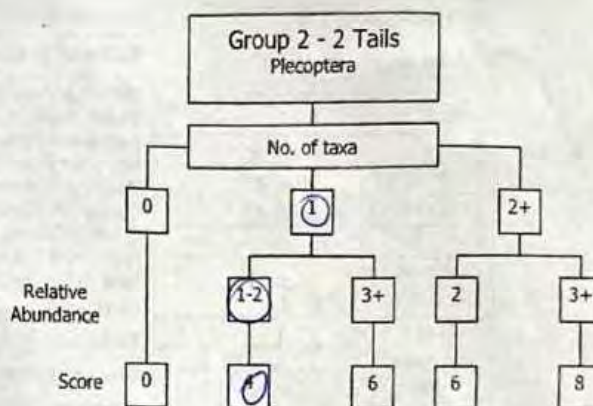 Group 2 - 2 Tails
Plecoptera
No. of taxa
0 1 2+
Relative
Abundance
1-2 3+ 2 3+
Score 0 4 6 6 8